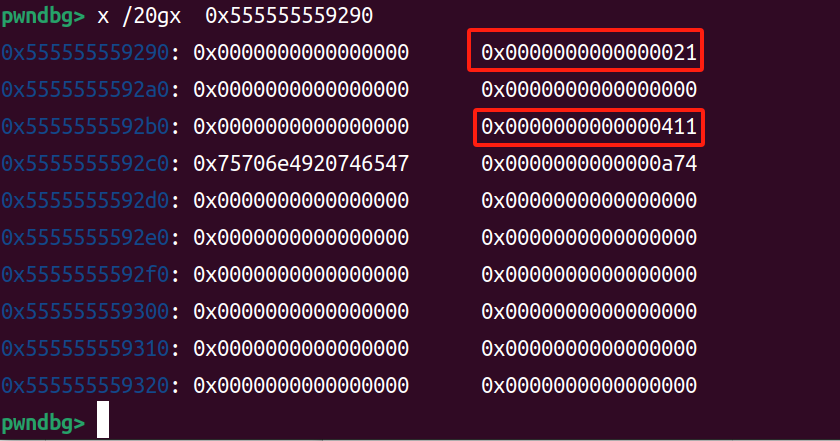 pwndbg> x /20gx  0x555555559290
0x555555559290: 0x0000000000000000      0x0000000000000021
0x5555555592a0: 0x0000000000000000      0x0000000000000000
0x5555555592b0: 0x0000000000000000      0x0000000000000411
0x5555555592c0: 0x75706e4920746547      0x0000000000000a74
0x5555555592d0: 0x0000000000000000      0x0000000000000000
0x5555555592e0: 0x0000000000000000      0x0000000000000000
0x5555555592f0: 0x0000000000000000      0x0000000000000000
0x555555559300: 0x0000000000000000      0x0000000000000000
0x555555559310: 0x0000000000000000      0x0000000000000000
0x555555559320: 0x0000000000000000      0x0000000000000000
pwndbg>